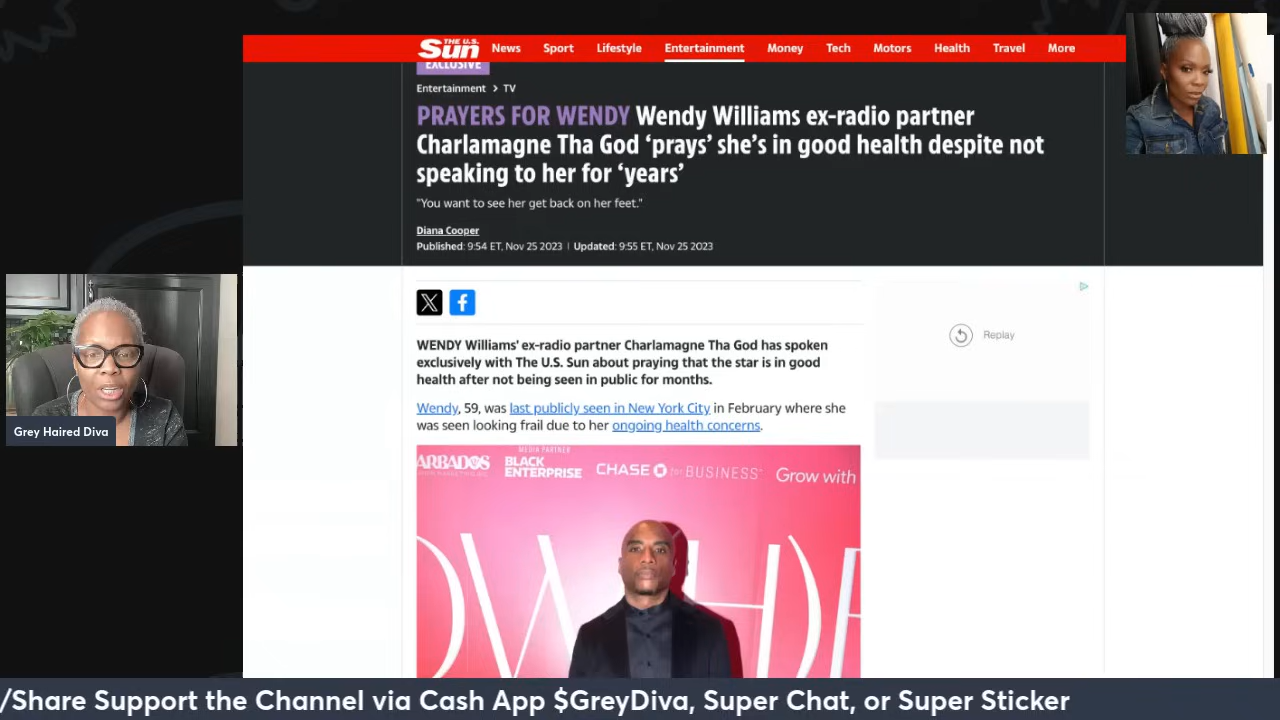 THE U.S. Sun
News Sport Lifestyle Entertainment Money Tech Motors Health Travel More
EXCLUSIVE
Entertainment > TV
PRAYERS FOR WENDY Wendy Williams ex-radio partner
Charlamagne Tha God ‘prays’ she’s in good health despite not
speaking to her for ‘years’
"You want to see her get back on her feet."
Diana Cooper
Published: 9:54 ET, Nov 25 2023 | Updated: 9:55 ET, Nov 25 2023
X f
Replay
WENDY Williams' ex-radio partner Charlamagne Tha God has spoken
exclusively with The U.S. Sun about praying that the star is in good
health after not being seen in public for months.
Wendy, 59, was last publicly seen in New York City in February where she
was seen looking frail due to her ongoing health concerns.
ARBADOS
MEDIA PARTNER
BLACK
ENTERPRISE
CHASE for BUSINESS
Grow with
Grey Haired Diva
/Share Support the Channel via Cash App $GreyDiva, Super Chat, or Super Sticker